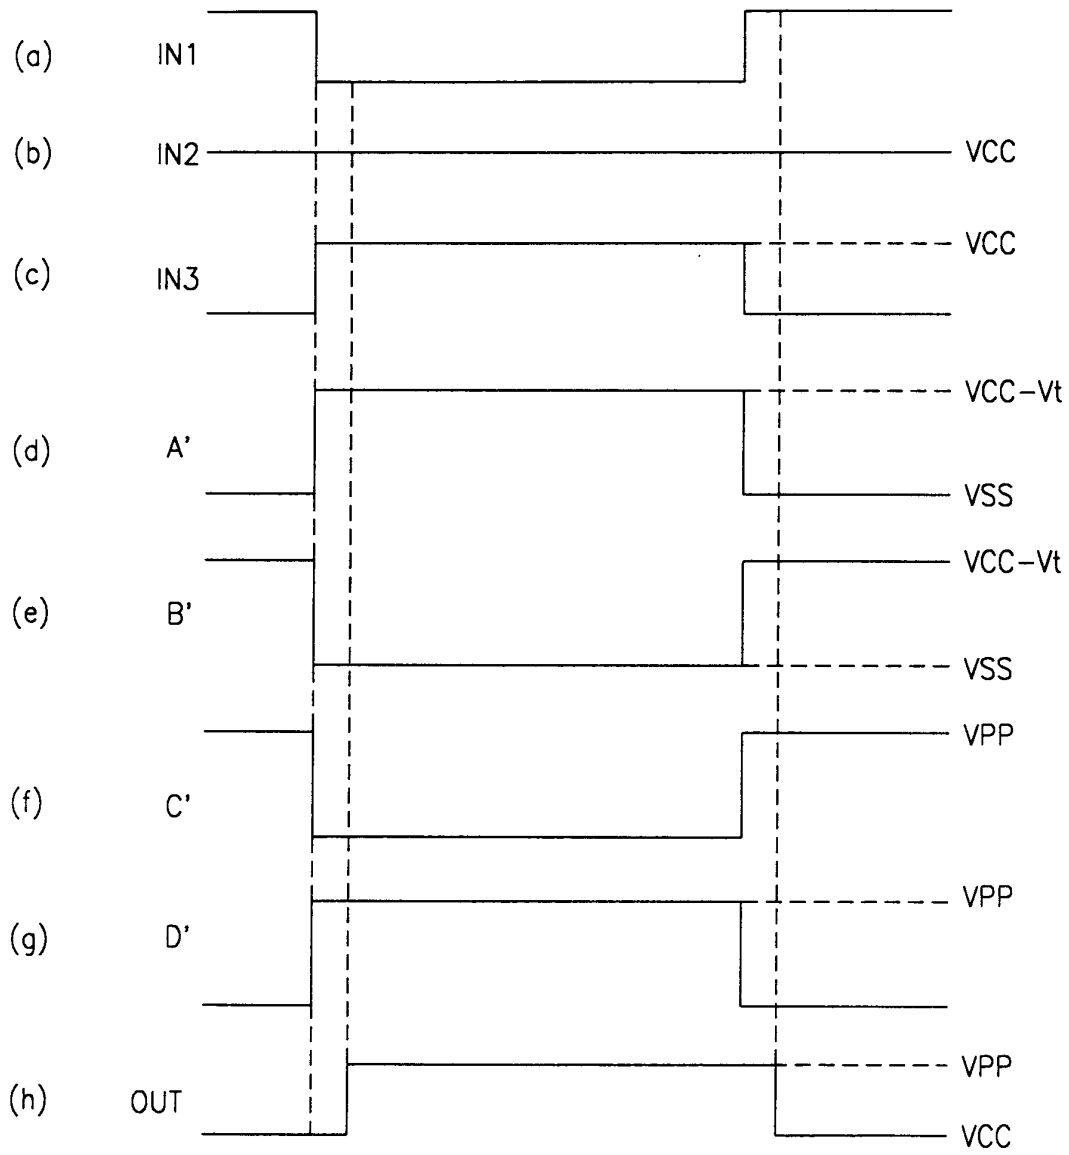 (a) IN1
(b) IN2 VCC
(c) IN3 VCC
(d) A' VCC-Vt
VSS
(e) B' VCC-Vt
VSS
(f) C' VPP
(g) D' VPP
(h) OUT VPP
VCC